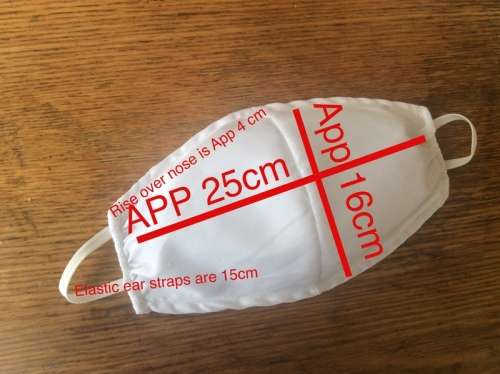 Rise over nose is App 4 cm
APP 25cm
App 16cm
Elastic ear straps are 15cm